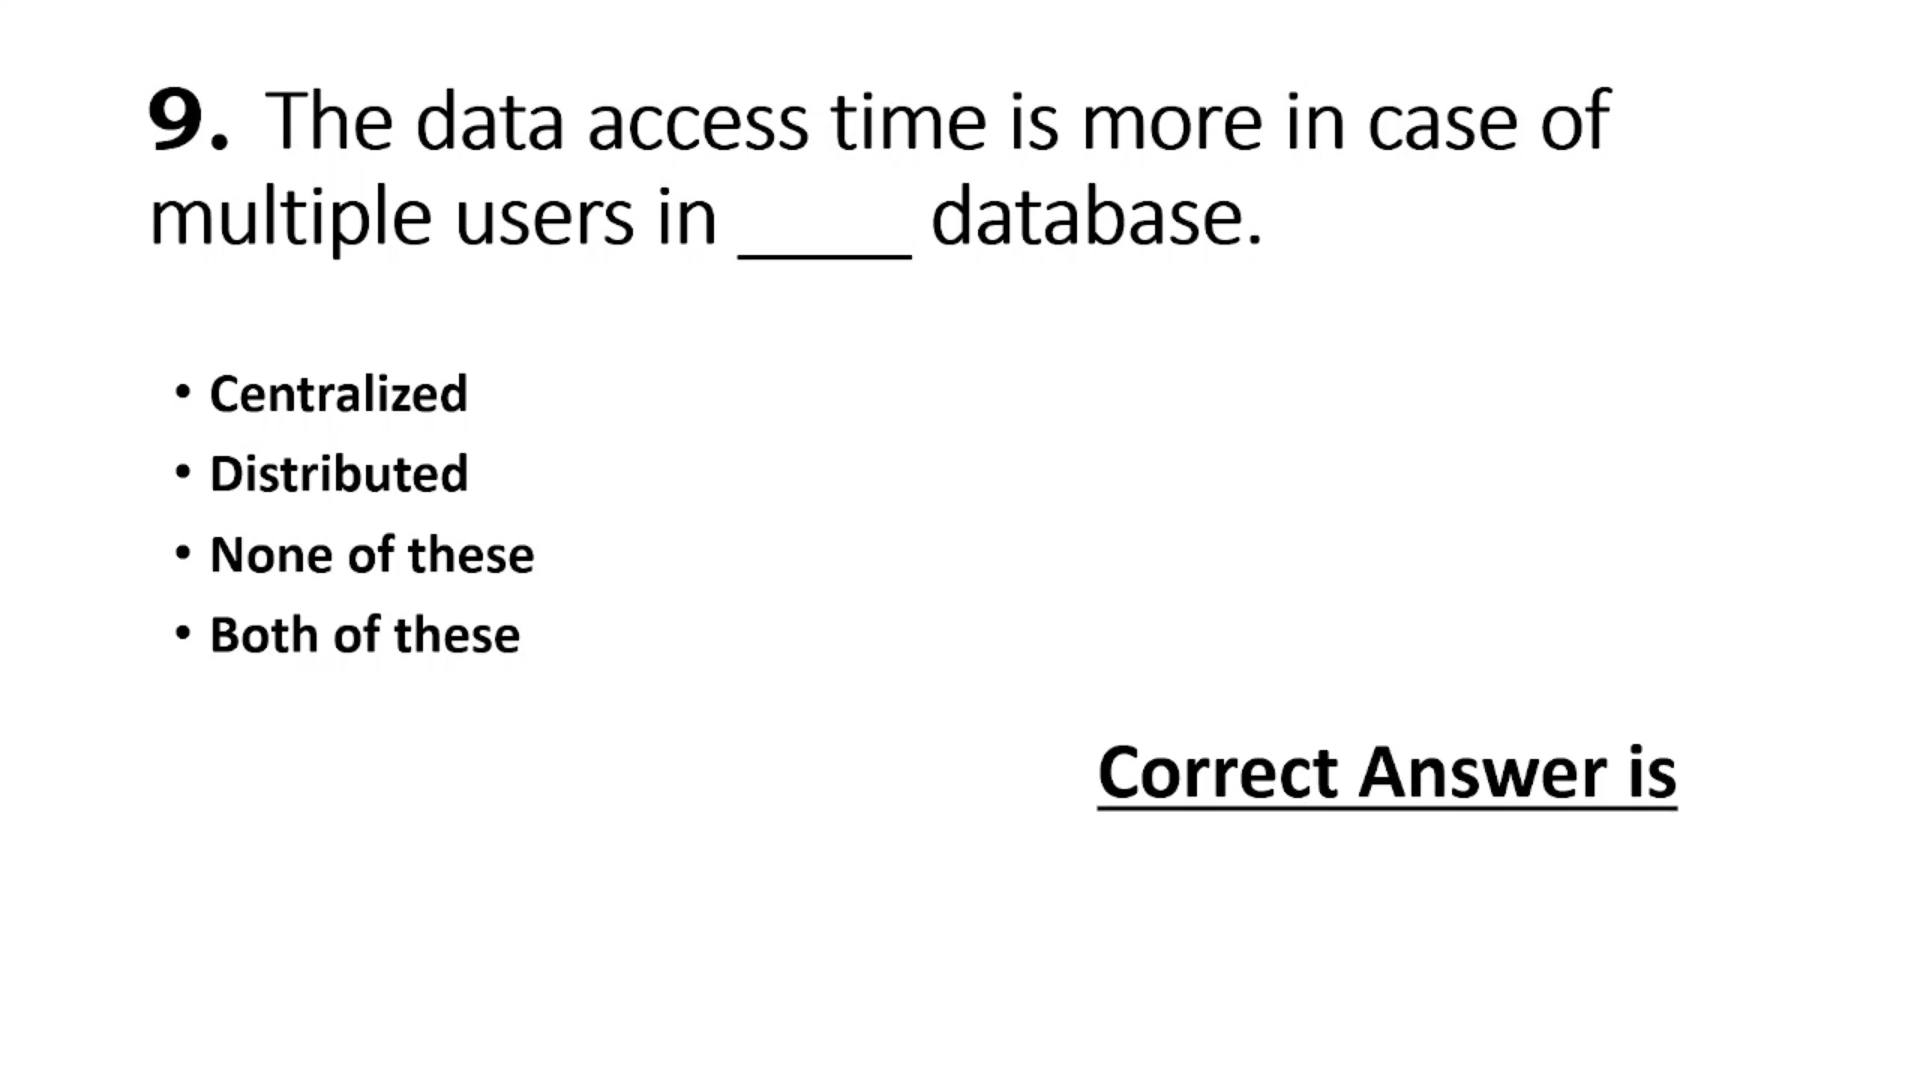 9. The data access time is more in case of
multiple users in _____ database.
• Centralized
• Distributed
• None of these
• Both of these
Correct Answer is